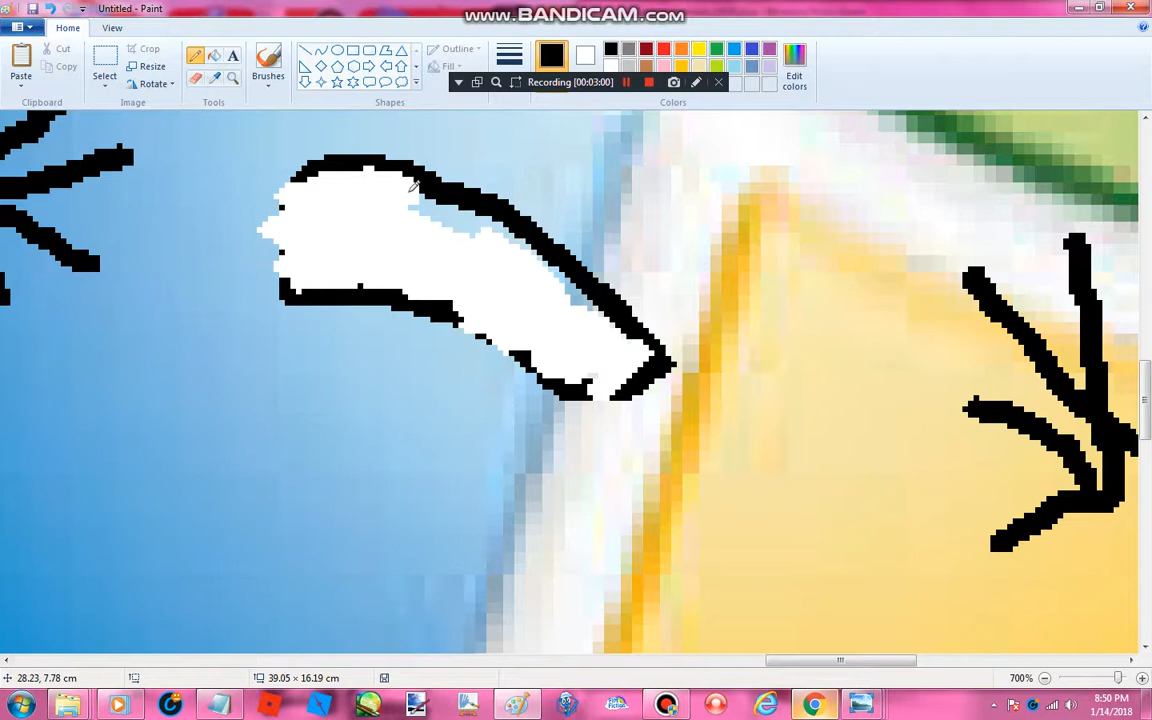 www.BANDICAM.com
Untitled - Paint
Home
View
Paste
Cut
Copy
Clipboard
Select
Crop
Resize
Rotate
Image
Tools
Brushes
Shapes
Outline
Fill
Recording [00:03:00]
Colors
Edit
colors
28.23, 7.78 cm
39.05 × 16.19 cm
700%
8:50 PM
1/14/2018